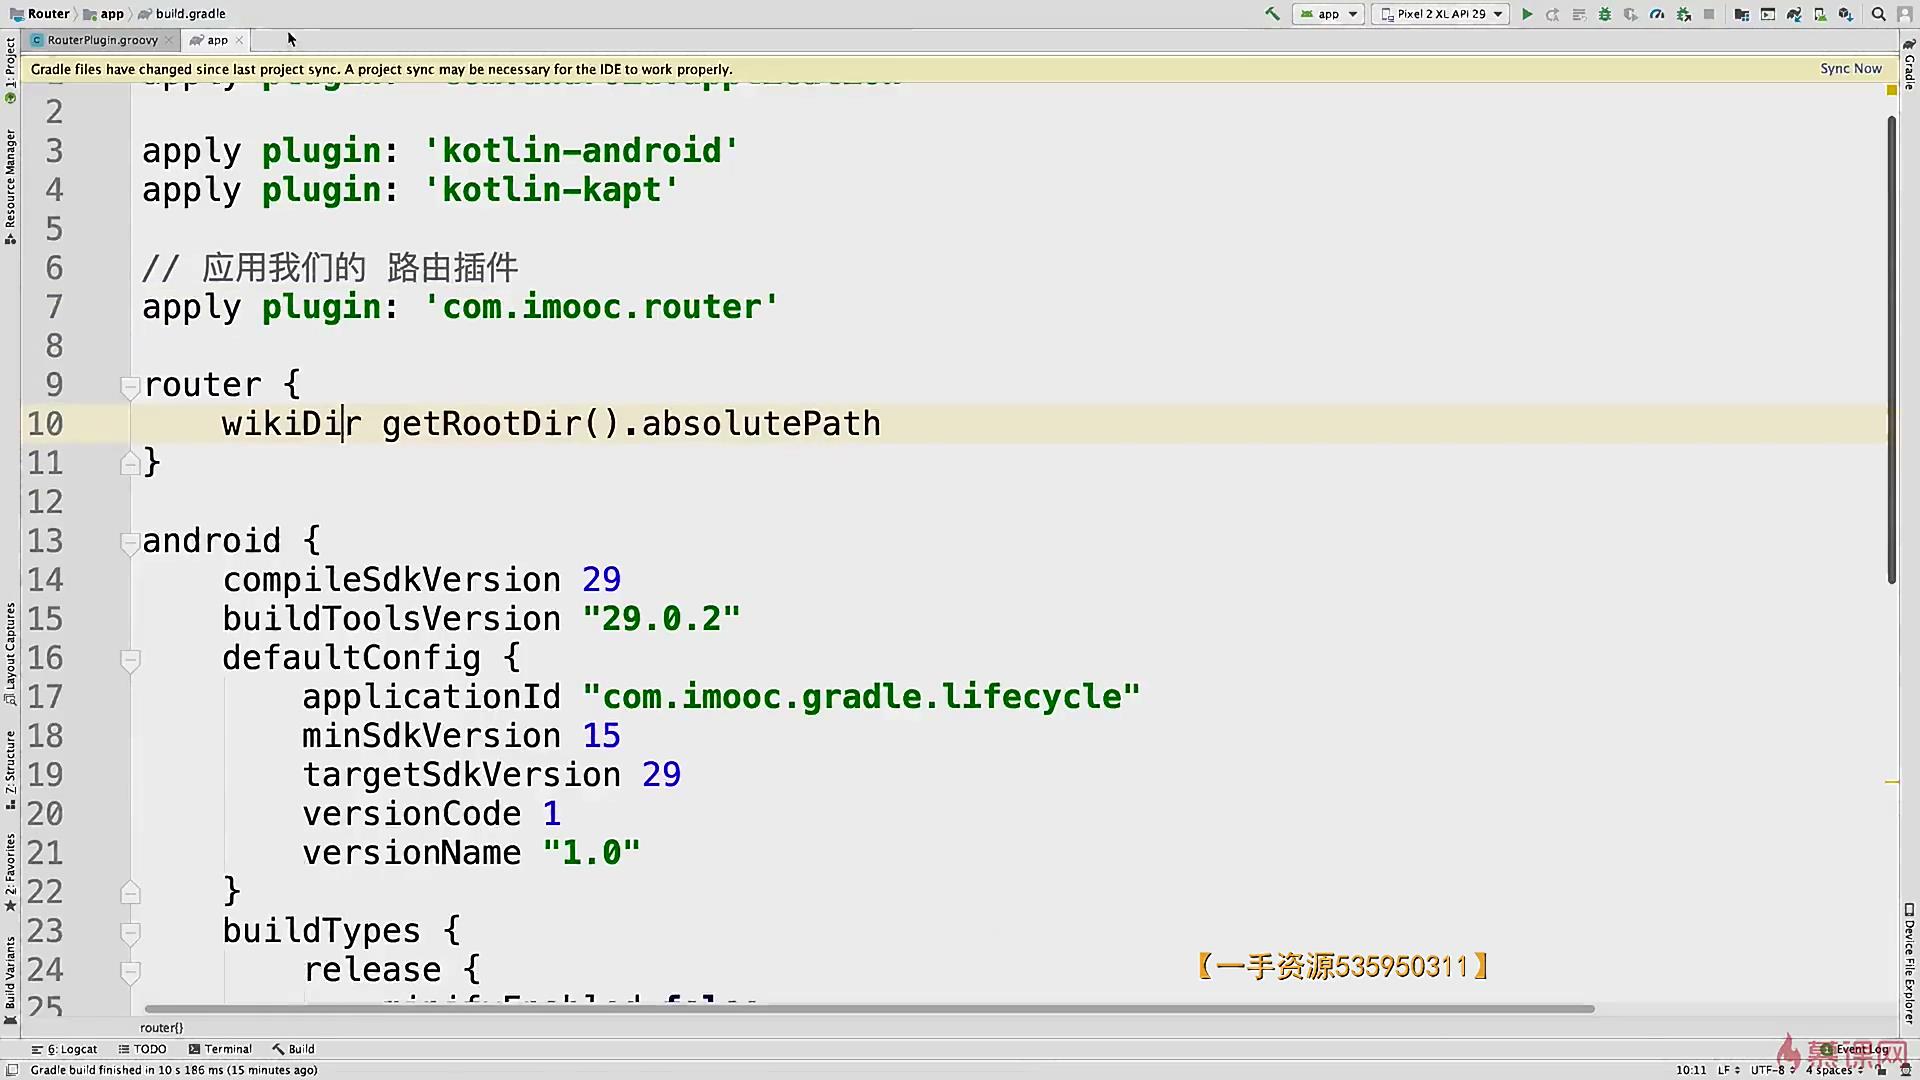 Router app build.gradle
app Pixel 2 XL API 29
RouterPlugin.groovy app
Gradle files have changed since last project sync. A project sync may be necessary for the IDE to work properly. Sync Now
2
3 apply plugin: 'kotlin-android'
4 apply plugin: 'kotlin-kapt'
5
6 // 应用我们的 路由插件
7 apply plugin: 'com.imooc.router'
8
9 router {
10 wikiDir getRootDir().absolutePath
11 }
12
13 android {
14 compileSdkVersion 29
15 buildToolsVersion "29.0.2"
16 defaultConfig {
17 applicationId "com.imooc.gradle.lifecycle"
18 minSdkVersion 15
19 targetSdkVersion 29
20 versionCode 1
21 versionName "1.0"
22 }
23 buildTypes {
24 release {
25
【一手资源535950311】
router{}
6: Logcat TODO Terminal Build Event Log
慕课网
Gradle build finished in 10 s 186 ms (15 minutes ago) 10:11 LF UTF-8 4 spaces
1: Project
Resource Manager
Layout Captures
Z: Structure
2: Favorites
Build Variants
Gradle
Device File Explorer